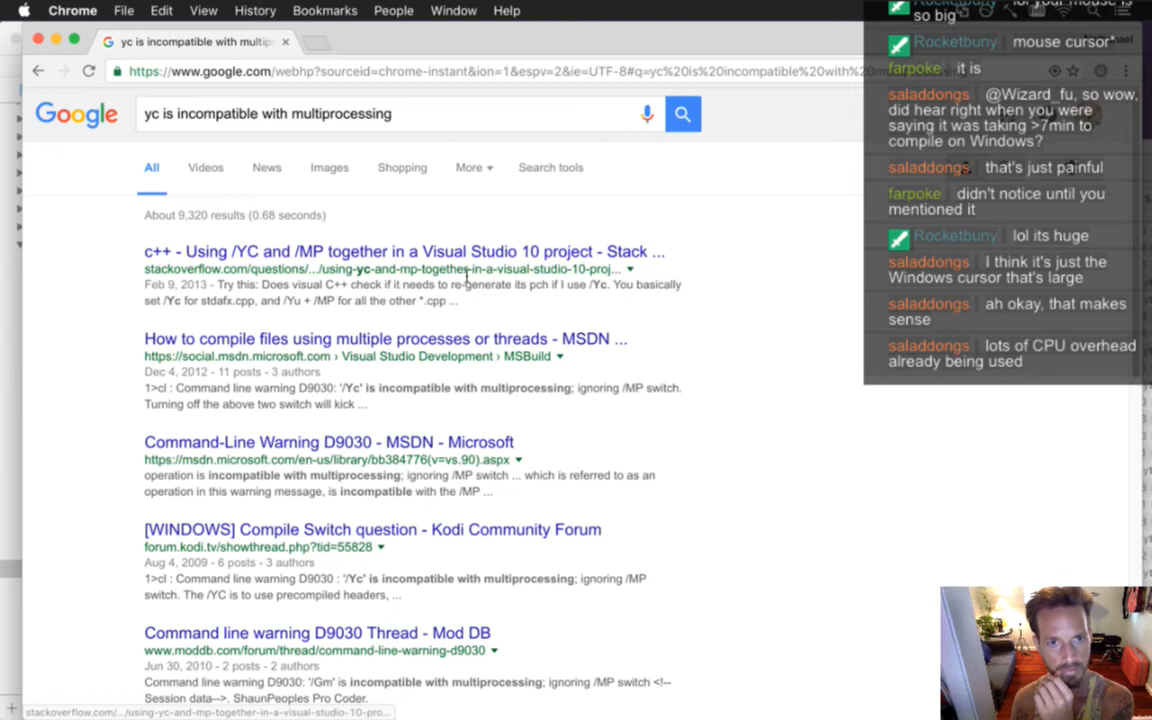 Chrome File Edit View History Bookmarks People Window Help
yc is incompatible with multipr
https://www.google.com/webhp?sourceid=chrome-instant&ion=1&espv=2&ie=UTF-8#q=yc%20is%20incompatible%20with%20m
Google
yc is incompatible with multiprocessing
All Videos News Images Shopping More Search tools
About 9,320 results (0.68 seconds)
c++ - Using /YC and /MP together in a Visual Studio 10 project - Stack ...
stackoverflow.com/questions/.../using-yc-and-mp-together-in-a-visual-studio-10-proj...
Feb 9, 2013 - Try this: Does visual C++ check if it needs to re-generate its pch if I use /Yc. You basically
set /Yc for stdafx.cpp, and /Yu + /MP for all the other *.cpp ...
How to compile files using multiple processes or threads - MSDN ...
https://social.msdn.microsoft.com › Visual Studio Development › MSBuild
Dec 4, 2012 - 11 posts - 3 authors
1>cl : Command line warning D9030: '/Yc' is incompatible with multiprocessing; ignoring /MP switch.
Turning off the above two switch will kick ...
Command-Line Warning D9030 - MSDN - Microsoft
https://msdn.microsoft.com/en-us/library/bb384776(v=vs.90).aspx
operation is incompatible with multiprocessing; ignoring /MP switch ... which is referred to as an
operation in this warning message, is incompatible with the /MP ...
[WINDOWS] Compile Switch question - Kodi Community Forum
forum.kodi.tv/showthread.php?tid=55828
Aug 4, 2009 - 6 posts - 3 authors
1>cl : Command line warning D9030 : '/Yc' is incompatible with multiprocessing; ignoring /MP
switch. The /YC is to use precompiled headers, ...
Command line warning D9030 Thread - Mod DB
www.moddb.com/forum/thread/command-line-warning-d9030
Jun 30, 2010 - 2 posts - 2 authors
Command line warning D9030: '/Gm' is incompatible with multiprocessing; ignoring /MP switch <!--
Session data-->. ShaunPeoples Pro Coder.
stackoverflow.com/.../using-yc-and-mp-together-in-a-visual-studio-10-pro...
so big
Rocketbuny mouse cursor*
farpoke it is
saladdongs @Wizard_fu, so wow,
did hear right when you were
saying it was taking >7min to
compile on Windows?
saladdongs that's just painful
farpoke didn't notice until you
mentioned it
Rocketbuny lol its huge
saladdongs I think it's just the
Windows cursor that's large
saladdongs ah okay, that makes
sense
saladdongs lots of CPU overhead
already being used